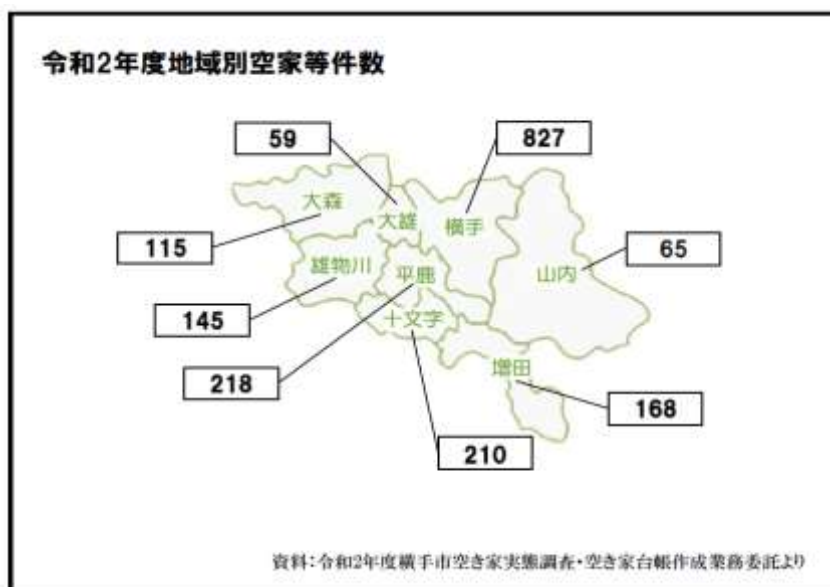 令和2年度地域別空家等件数
59
827
大森
大雄
横手
115
65
雄物川
平鹿
山内
145
十文字
218
増田
168
210
資料：令和2年度横手市空き家実態調査・空き家台帳作成業務委託より